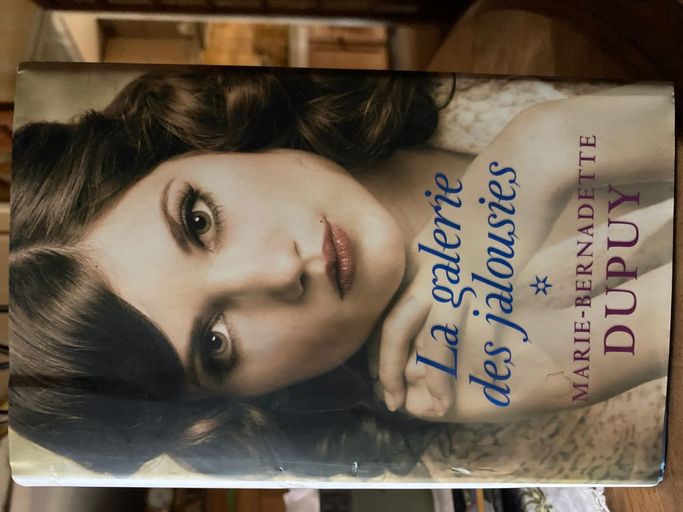 La galerie
des jalousies
✡
MARIE-BERNADETTE
DUPUY